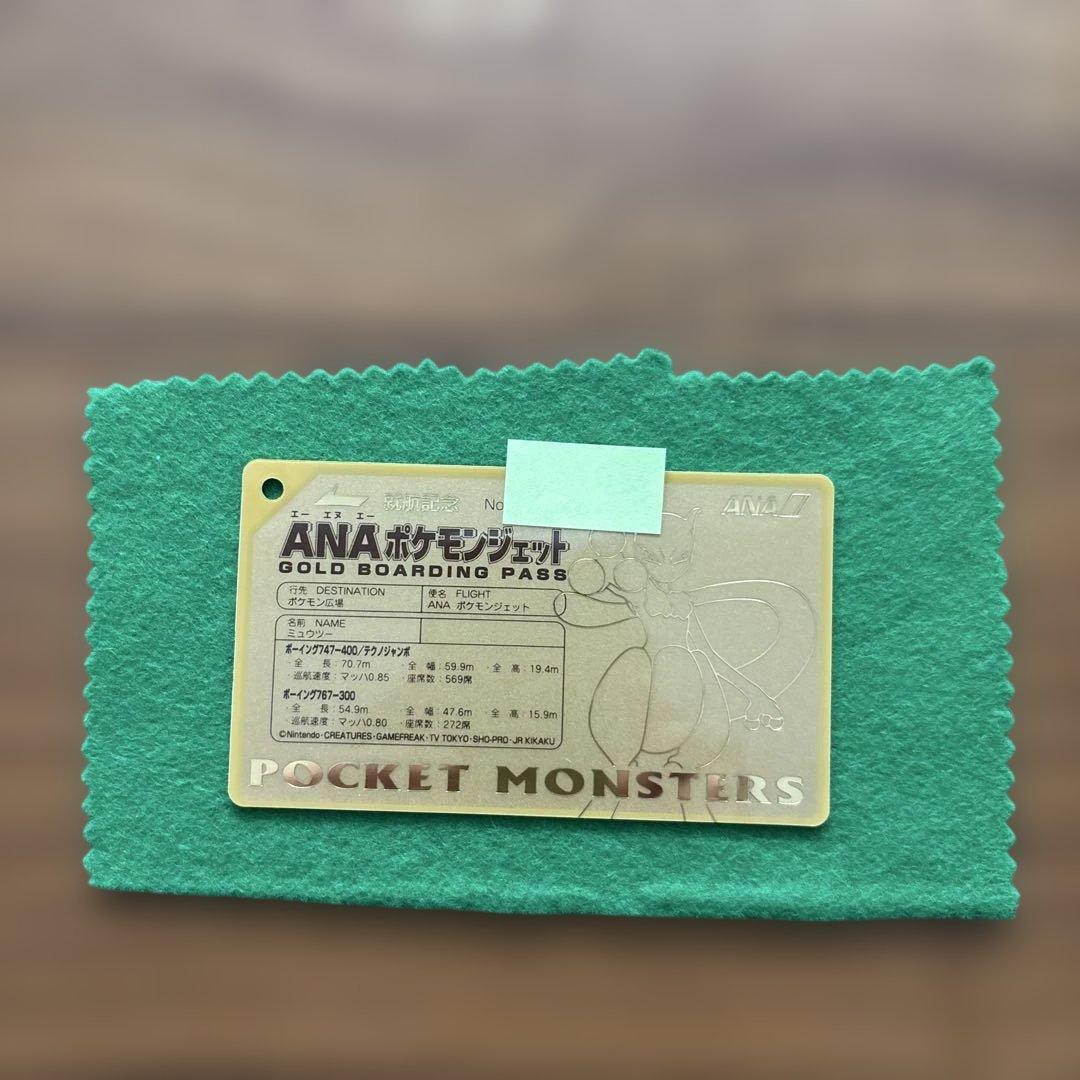 就航記念 No ANA
エー エヌ エー
ANAポケモンジェット
GOLD BOARDING PASS
行先 DESTINATION 便名 FLIGHT
ポケモン広場 ANA ポケモンジェット
名前 NAME
ミュウツー
ボーイング747-400/テクノジャンボ
・全 長：70.7m ・全 幅：59.9m ・全 高：19.4m
・巡航速度：マッハ0.85 ・座席数：569席
ボーイング767-300
・全 長：54.9m ・全 幅：47.6m ・全 高：15.9m
・巡航速度：マッハ0.80 ・座席数：272席
©Nintendo・CREATURES・GAMEFREAK・TV TOKYO・SHO-PRO・JR KIKAKU
POCKET MONSTERS